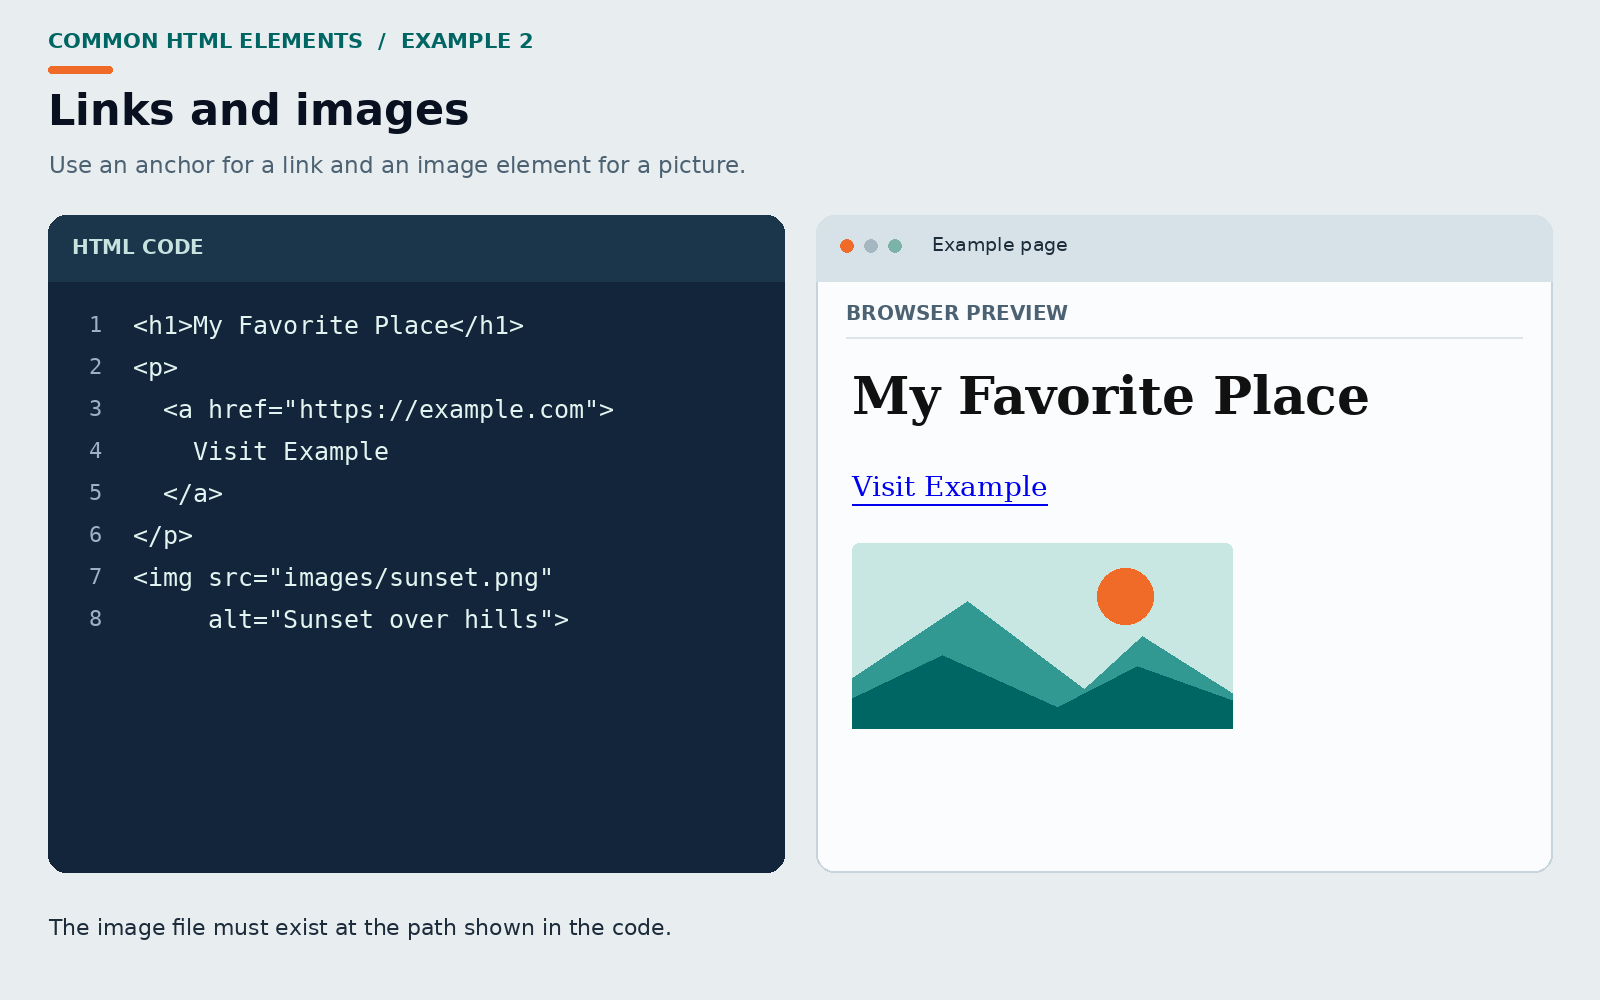 COMMON HTML ELEMENTS / EXAMPLE 2
Links and images
Use an anchor for a link and an image element for a picture.
HTML CODE
1 <h1>My Favorite Place</h1>
2 <p>
3   <a href="https://example.com">
4     Visit Example
5   </a>
6 </p>
7 <img src="images/sunset.png"
8      alt="Sunset over hills">
Example page
BROWSER PREVIEW
My Favorite Place
Visit Example
The image file must exist at the path shown in the code.